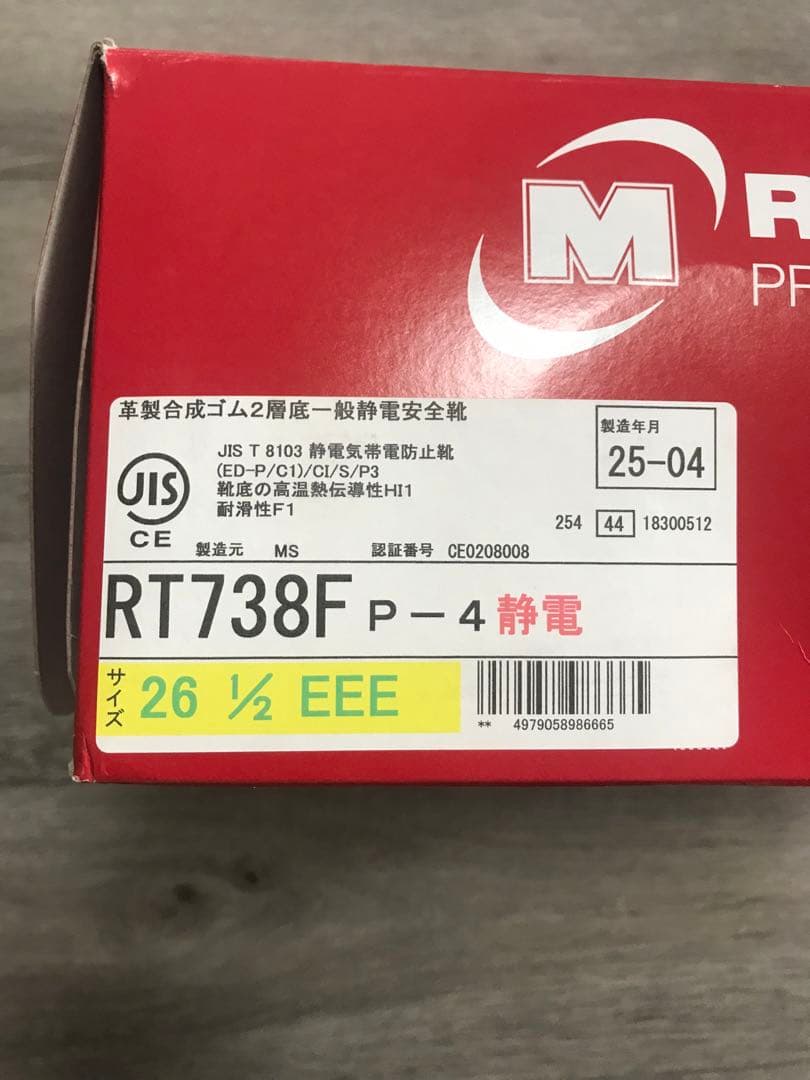 M
R
革製合成ゴム2層底一般静電安全靴
JIS T 8103 静電気帯電防止靴
(ED-P/C1)/CI/S/P3
靴底の高温熱伝導性HI1
耐滑性F1
製造年月
25-04
JIS
CE
254 44 18300512
製造元 MS 認証番号 CE0208008
RT738F P-4 静電
サイズ 26 ½ EEE
** 4979058986665